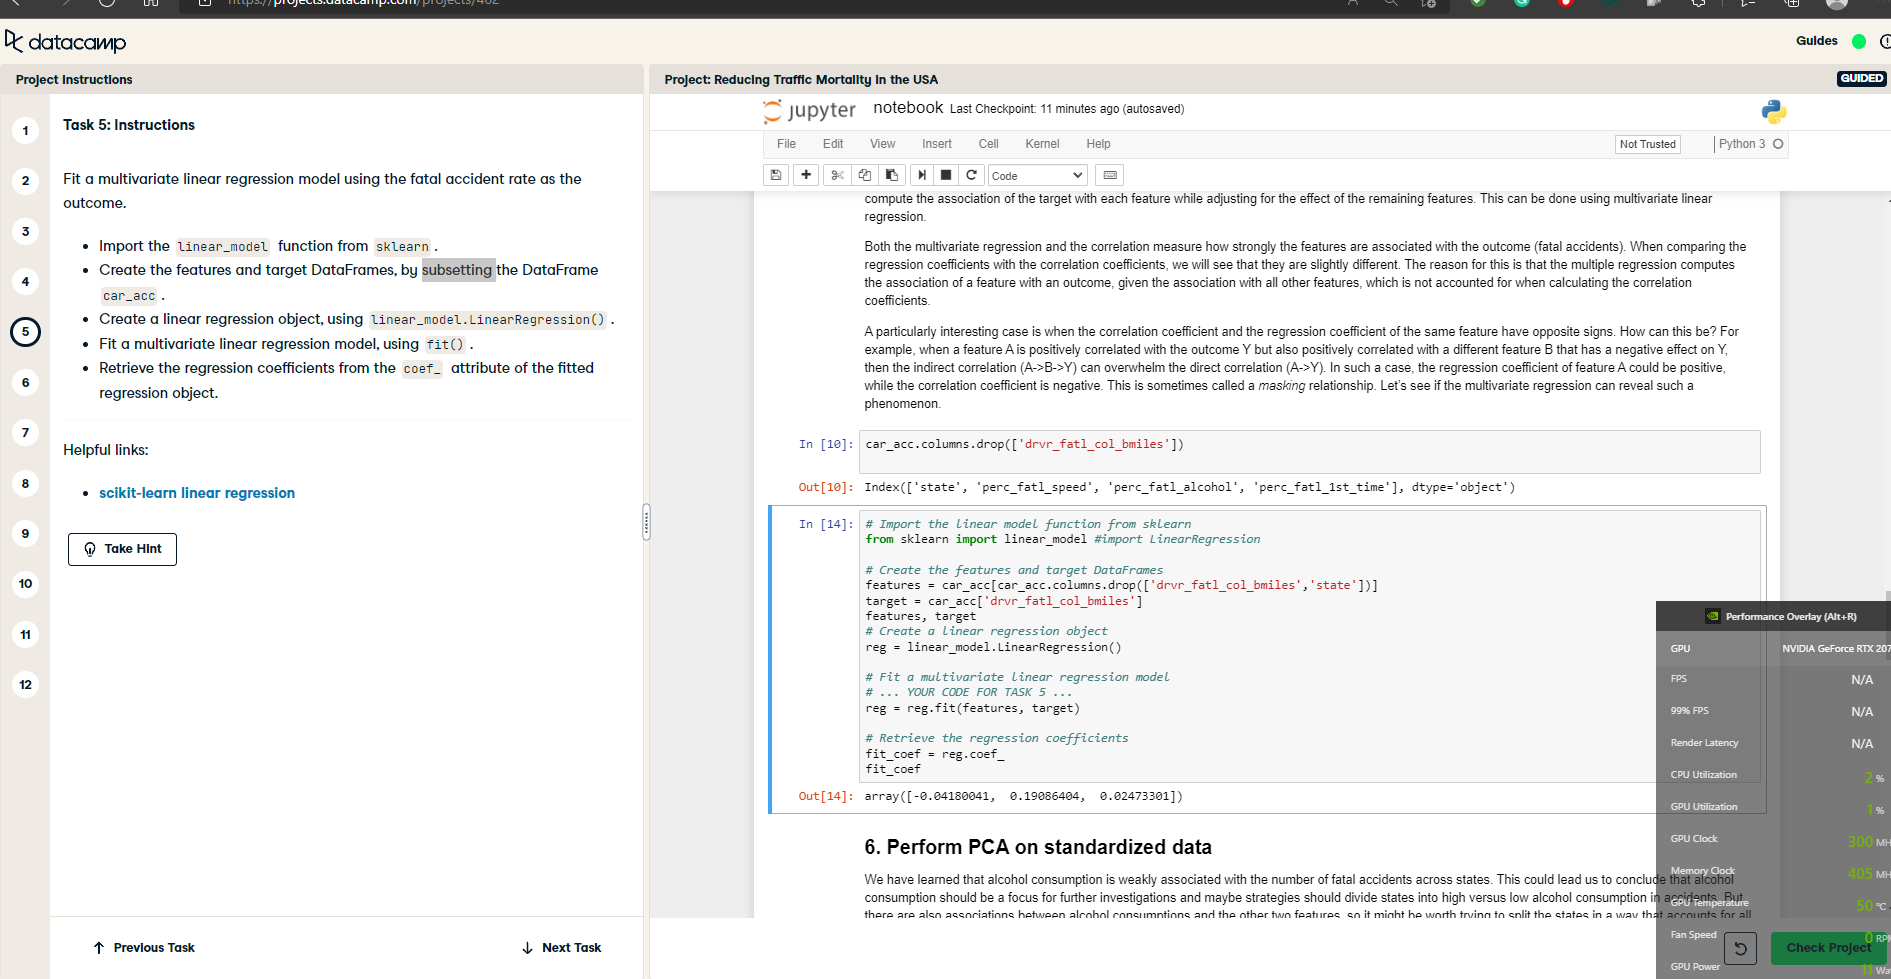 https://projects.datacamp.com/projects/462
datacamp
Guides
Project Instructions
Project: Reducing Traffic Mortality in the USA
GUIDED
1
2
3
4
5
6
7
8
9
10
11
12
Task 5: Instructions
Fit a multivariate linear regression model using the fatal accident rate as the
outcome.
Import the linear_model function from sklearn .
Create the features and target DataFrames, by subsetting the DataFrame
car_acc .
Create a linear regression object, using linear_model.LinearRegression() .
Fit a multivariate linear regression model, using fit() .
Retrieve the regression coefficients from the coef_ attribute of the fitted
regression object.
Helpful links:
scikit-learn linear regression
Take Hint
Previous Task
Next Task
jupyter notebook Last Checkpoint: 11 minutes ago (autosaved)
File Edit View Insert Cell Kernel Help
Not Trusted
Python 3
Code
compute the association of the target with each feature while adjusting for the effect of the remaining features. This can be done using multivariate linear
regression.
Both the multivariate regression and the correlation measure how strongly the features are associated with the outcome (fatal accidents). When comparing the
regression coefficients with the correlation coefficients, we will see that they are slightly different. The reason for this is that the multiple regression computes
the association of a feature with an outcome, given the association with all other features, which is not accounted for when calculating the correlation
coefficients.
A particularly interesting case is when the correlation coefficient and the regression coefficient of the same feature have opposite signs. How can this be? For
example, when a feature A is positively correlated with the outcome Y but also positively correlated with a different feature B that has a negative effect on Y,
then the indirect correlation (A->B->Y) can overwhelm the direct correlation (A->Y). In such a case, the regression coefficient of feature A could be positive,
while the correlation coefficient is negative. This is sometimes called a masking relationship. Let's see if the multivariate regression can reveal such a
phenomenon.
In [10]: car_acc.columns.drop(['drvr_fatl_col_bmiles'])
Out[10]: Index(['state', 'perc_fatl_speed', 'perc_fatl_alcohol', 'perc_fatl_1st_time'], dtype='object')
In [14]: # Import the linear model function from sklearn
from sklearn import linear_model #import LinearRegression
# Create the features and target DataFrames
features = car_acc[car_acc.columns.drop(['drvr_fatl_col_bmiles','state'])]
target = car_acc['drvr_fatl_col_bmiles']
features, target
# Create a linear regression object
reg = linear_model.LinearRegression()
# Fit a multivariate linear regression model
# ... YOUR CODE FOR TASK 5 ...
reg = reg.fit(features, target)
# Retrieve the regression coefficients
fit_coef = reg.coef_
fit_coef
Out[14]: array([-0.04180041, 0.19086404, 0.02473301])
6. Perform PCA on standardized data
We have learned that alcohol consumption is weakly associated with the number of fatal accidents across states. This could lead us to conclude that alcohol
consumption should be a focus for further investigations and maybe strategies should divide states into high versus low alcohol consumption in accidents. But
there are also associations between alcohol consumptions and the other two features, so it might be worth trying to split the states in a way that accounts for all
Performance Overlay (Alt+R)
GPU NVIDIA GeForce RTX 207
FPS N/A
99% FPS N/A
Render Latency N/A
CPU Utilization 2 %
GPU Utilization 1 %
GPU Clock 300 MH
Memory Clock 405 MH
GPU Temperature 50 °C
Fan Speed 0 RPM
GPU Power 11 Wa
Check Project